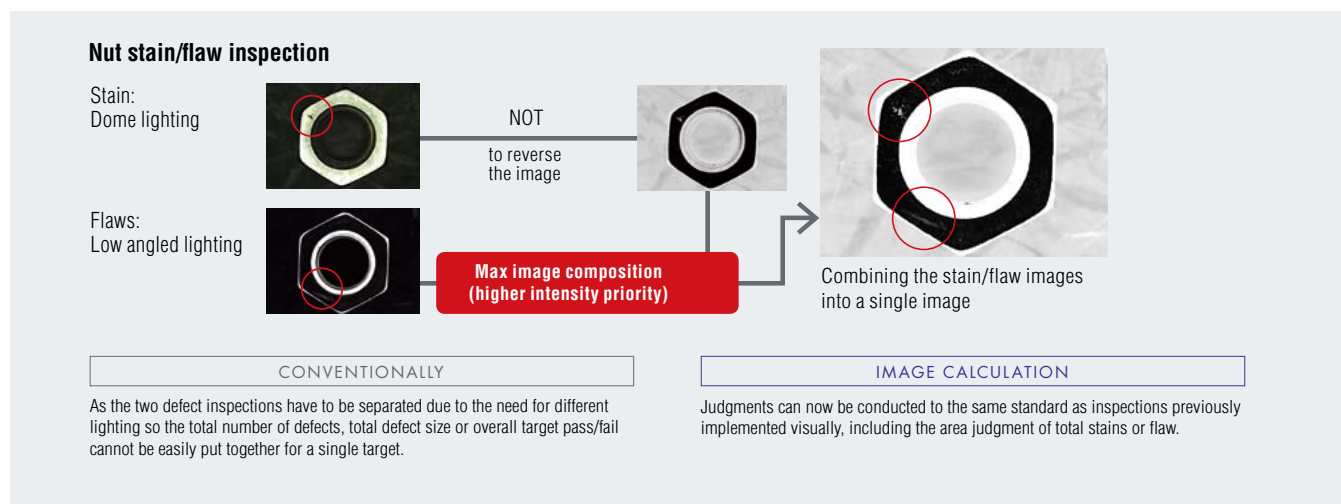 Nut stain/flaw inspection
Stain:
Dome lighting
NOT
to reverse
the image
Flaws:
Low angled lighting
Max image composition
(higher intensity priority)
Combining the stain/flaw images
into a single image
CONVENTIONALLY
As the two defect inspections have to be separated due to the need for different
lighting so the total number of defects, total defect size or overall target pass/fail
cannot be easily put together for a single target.
IMAGE CALCULATION
Judgments can now be conducted to the same standard as inspections previously
implemented visually, including the area judgment of total stains or flaw.